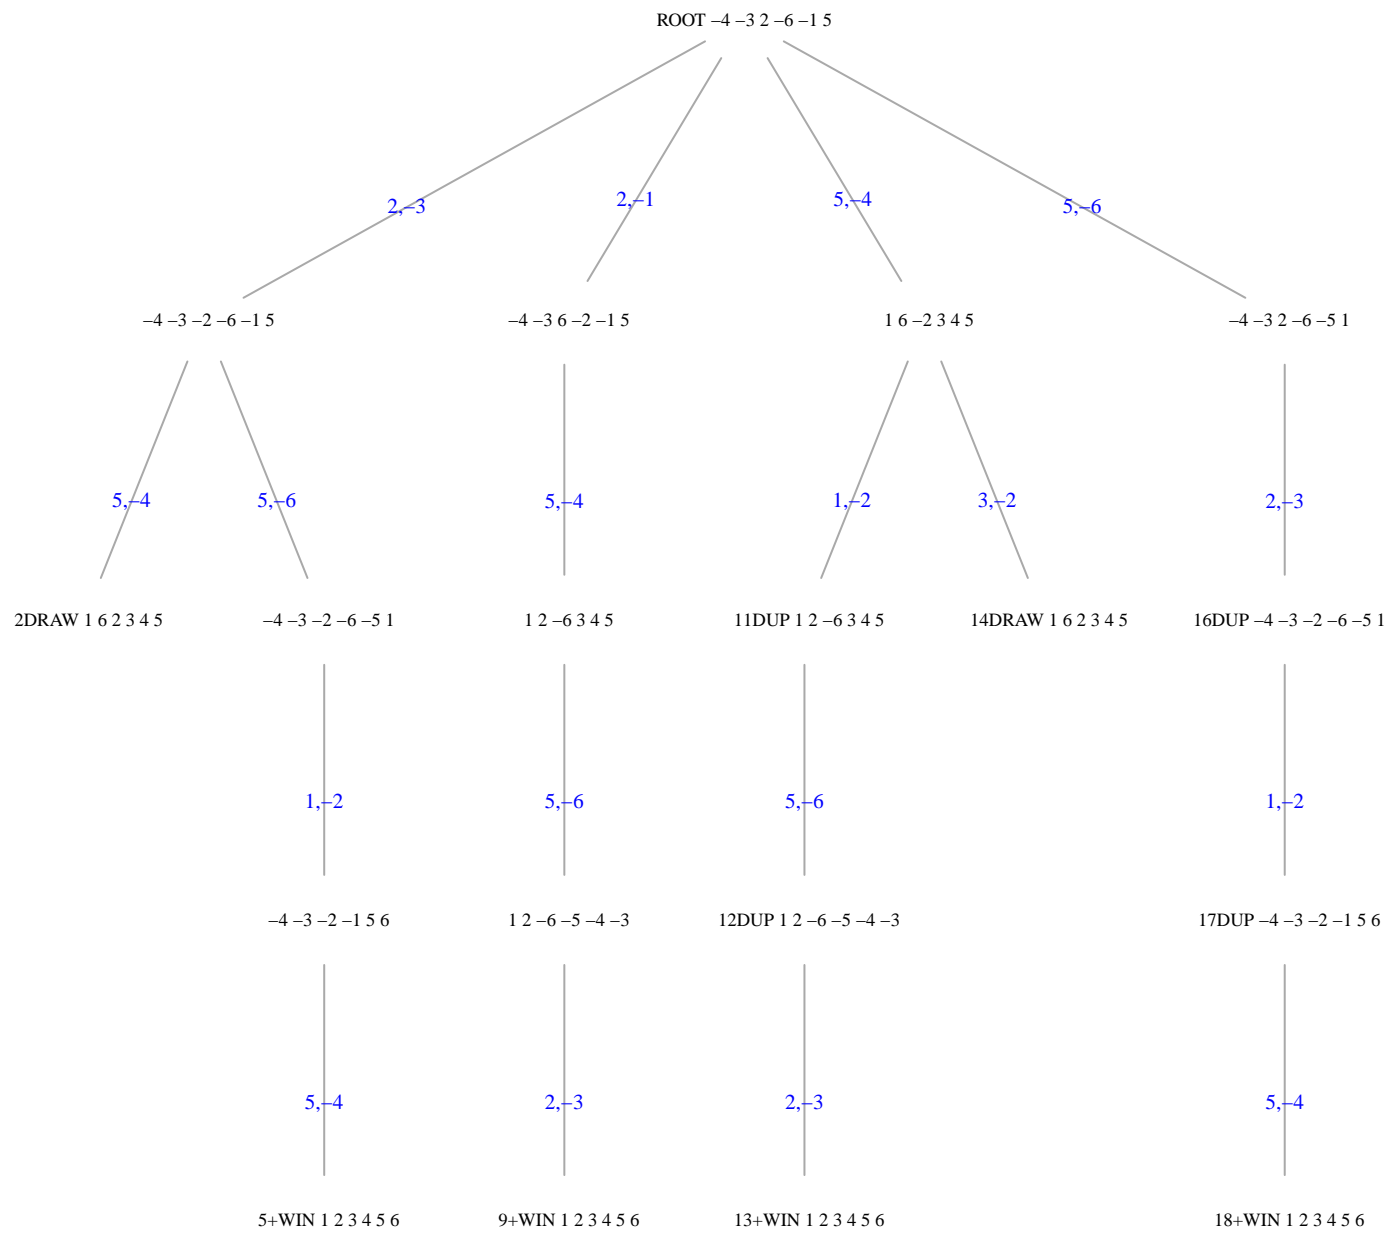 ROOT –4 –3 2 –6 –1 5
2,–3
2,–1
5,–4
5,–6
–4 –3 –2 –6 –1 5
–4 –3 6 –2 –1 5
1 6 –2 3 4 5
–4 –3 2 –6 –5 1
5,–4
5,–6
5,–4
1,–2
3,–2
2,–3
2DRAW 1 6 2 3 4 5
–4 –3 –2 –6 –5 1
1 2 –6 3 4 5
11DUP 1 2 –6 3 4 5
14DRAW 1 6 2 3 4 5
16DUP –4 –3 –2 –6 –5 1
1,–2
5,–6
5,–6
1,–2
–4 –3 –2 –1 5 6
1 2 –6 –5 –4 –3
12DUP 1 2 –6 –5 –4 –3
17DUP –4 –3 –2 –1 5 6
5,–4
2,–3
2,–3
5,–4
5+WIN 1 2 3 4 5 6
9+WIN 1 2 3 4 5 6
13+WIN 1 2 3 4 5 6
18+WIN 1 2 3 4 5 6